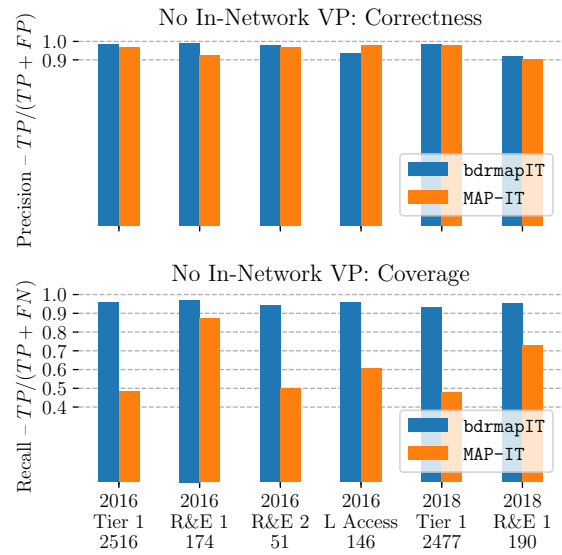 No In-Network VP: Correctness
Precision – TP/(TP + FP)
1.0
0.9
bdrmapIT
MAP-IT
No In-Network VP: Coverage
Recall – TP/(TP + FN)
1.0
0.9
0.8
0.7
0.6
0.5
0.4
bdrmapIT
MAP-IT
2016 2016 2016 2016 2018 2018
Tier 1 R&E 1 R&E 2 L Access Tier 1 R&E 1
2516 174 51 146 2477 190